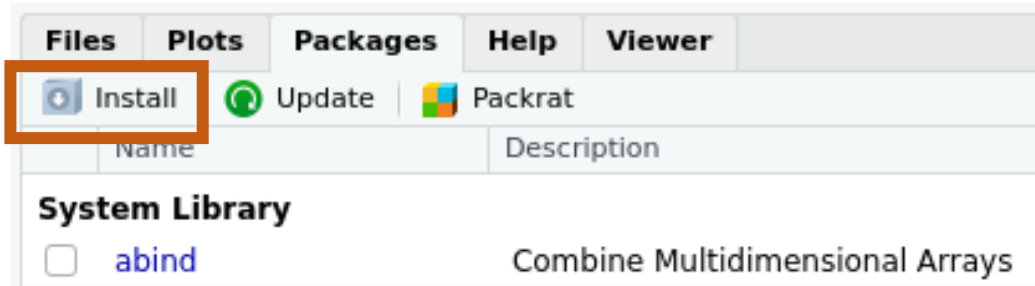 Files Plots Packages Help Viewer
Install Update Packrat
Name Description
System Library
abind Combine Multidimensional Arrays